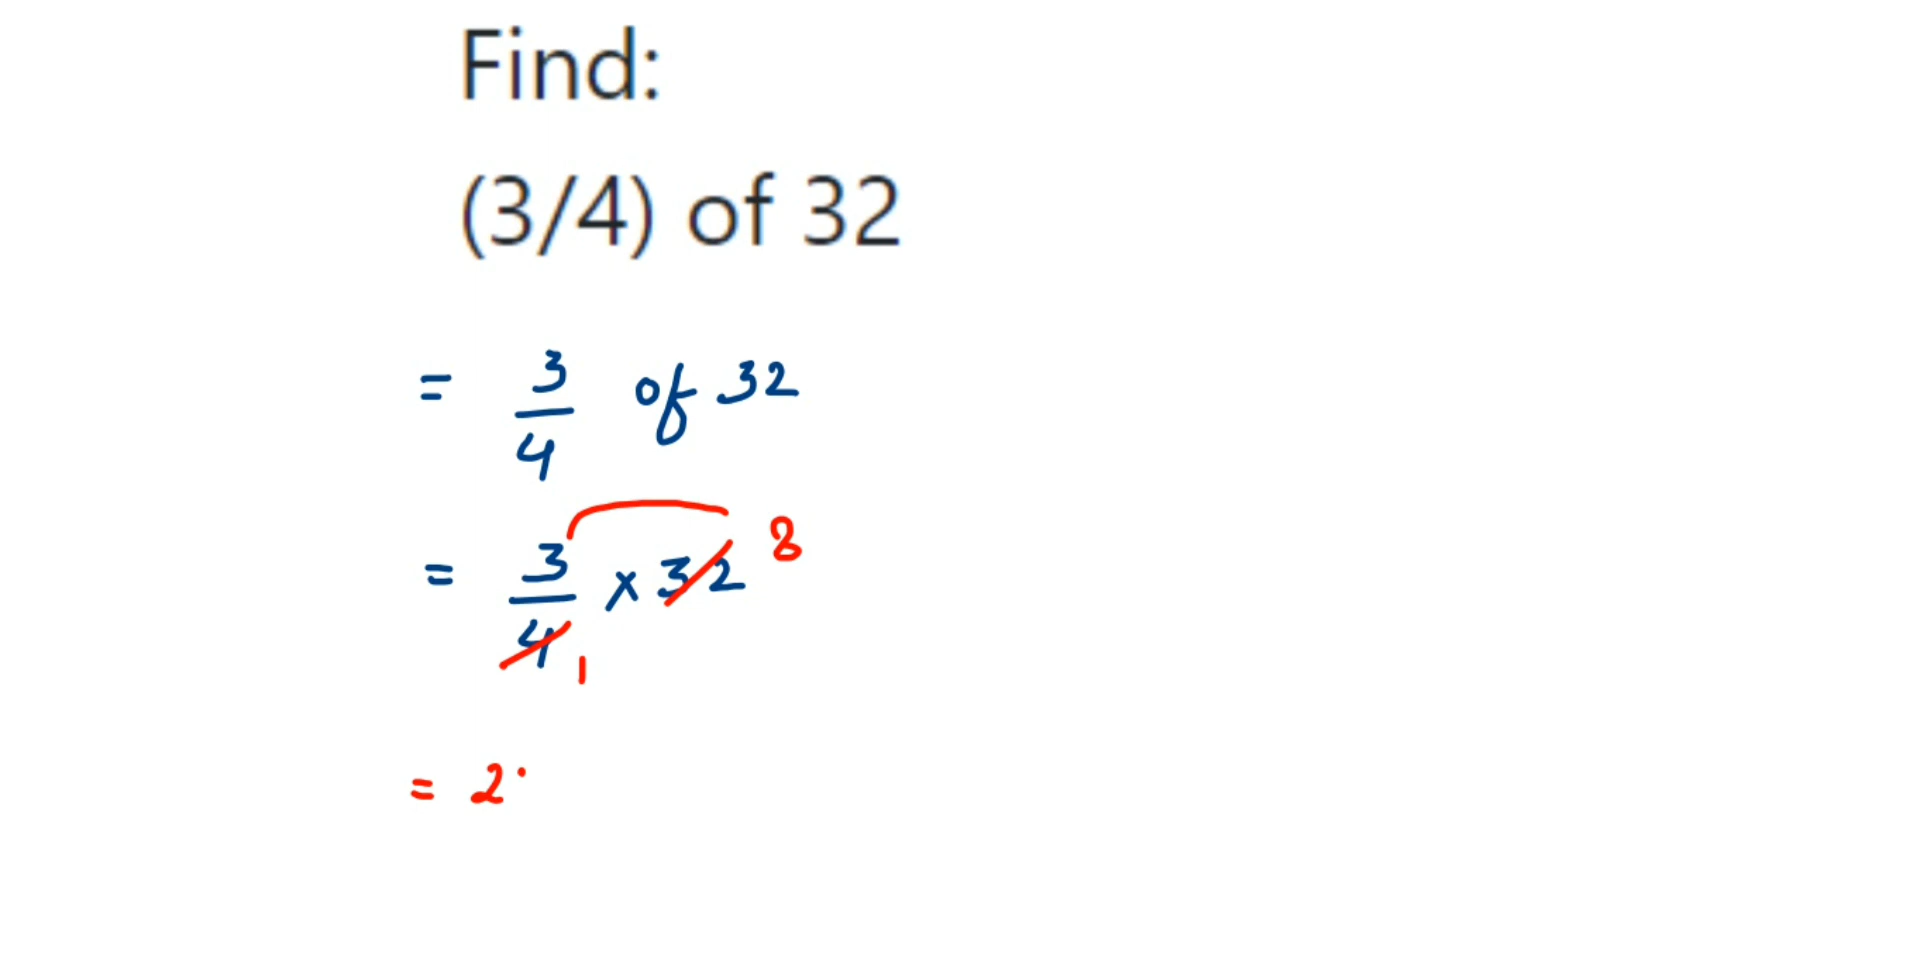 Find:
(3/4) of 32
= 3/4 of 32
= 3/4 × 32 8
1
= 2